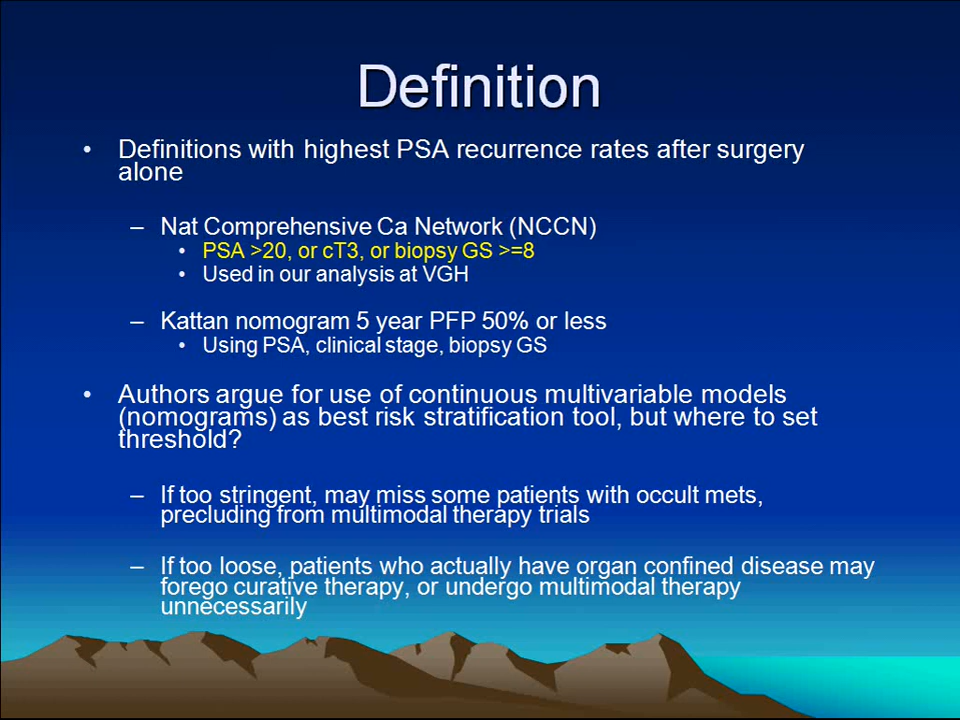 Definition
• Definitions with highest PSA recurrence rates after surgery
alone
– Nat Comprehensive Ca Network (NCCN)
• PSA >20, or cT3, or biopsy GS >=8
• Used in our analysis at VGH
– Kattan nomogram 5 year PFP 50% or less
• Using PSA, clinical stage, biopsy GS
• Authors argue for use of continuous multivariable models
(nomograms) as best risk stratification tool, but where to set
threshold?
– If too stringent, may miss some patients with occult mets,
precluding from multimodal therapy trials
– If too loose, patients who actually have organ confined disease may
forego curative therapy, or undergo multimodal therapy
unnecessarily